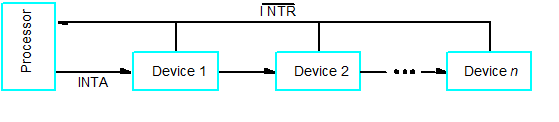 INTR
Processor
Device 1
Device 2
Device n
INTA